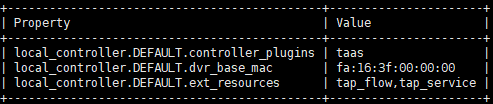 +----------------------------------------------+----------------------+
| Property                                     | Value                |
+----------------------------------------------+----------------------+
| local_controller.DEFAULT.controller_plugins  | taas                 |
| local_controller.DEFAULT.dvr_base_mac        | fa:16:3f:00:00:00    |
| local_controller.DEFAULT.ext_resources       | tap_flow,tap_service |
+----------------------------------------------+----------------------+